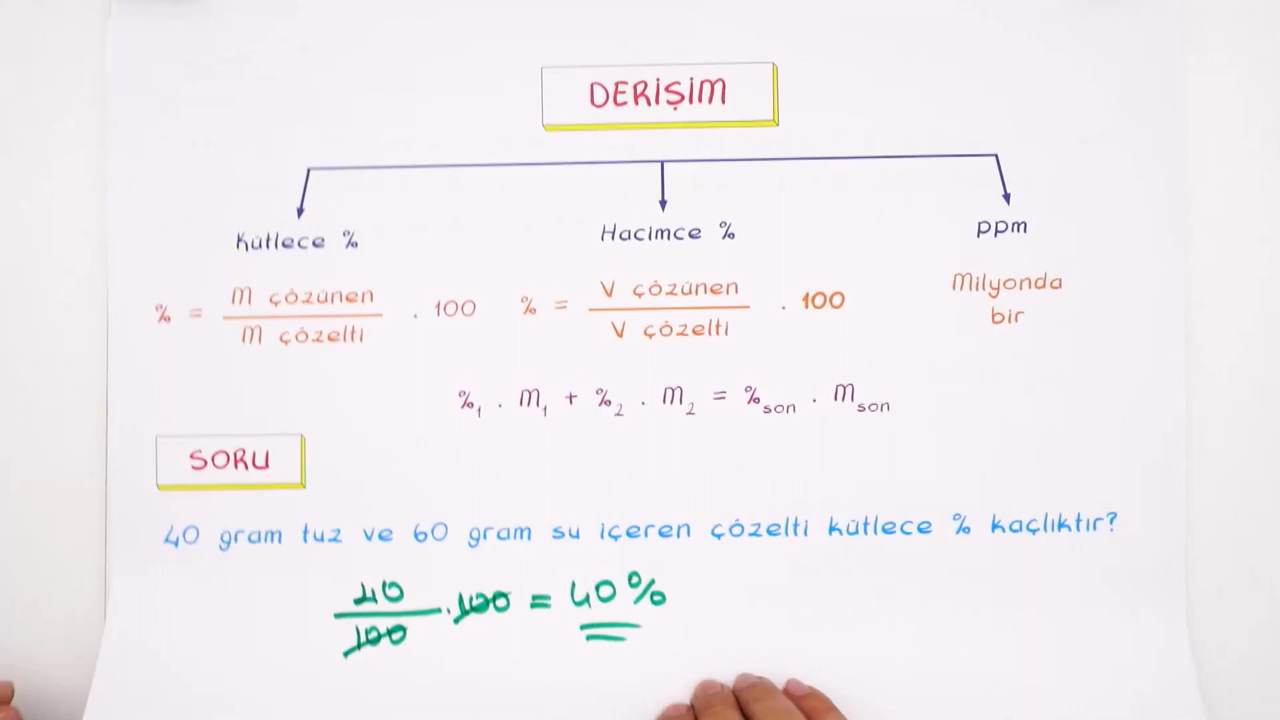 DERİŞİM
Kütlece %
Hacimce %
ppm
% = M çözünen / M çözelti . 100
% = V çözünen / V çözelti . 100
Milyonda
bir
%1 . M1 + %2 . M2 = %son . Mson
SORU
40 gram tuz ve 60 gram su içeren çözelti kütlece % kaçlıktır?
40 / 100 . 100 = 40 %